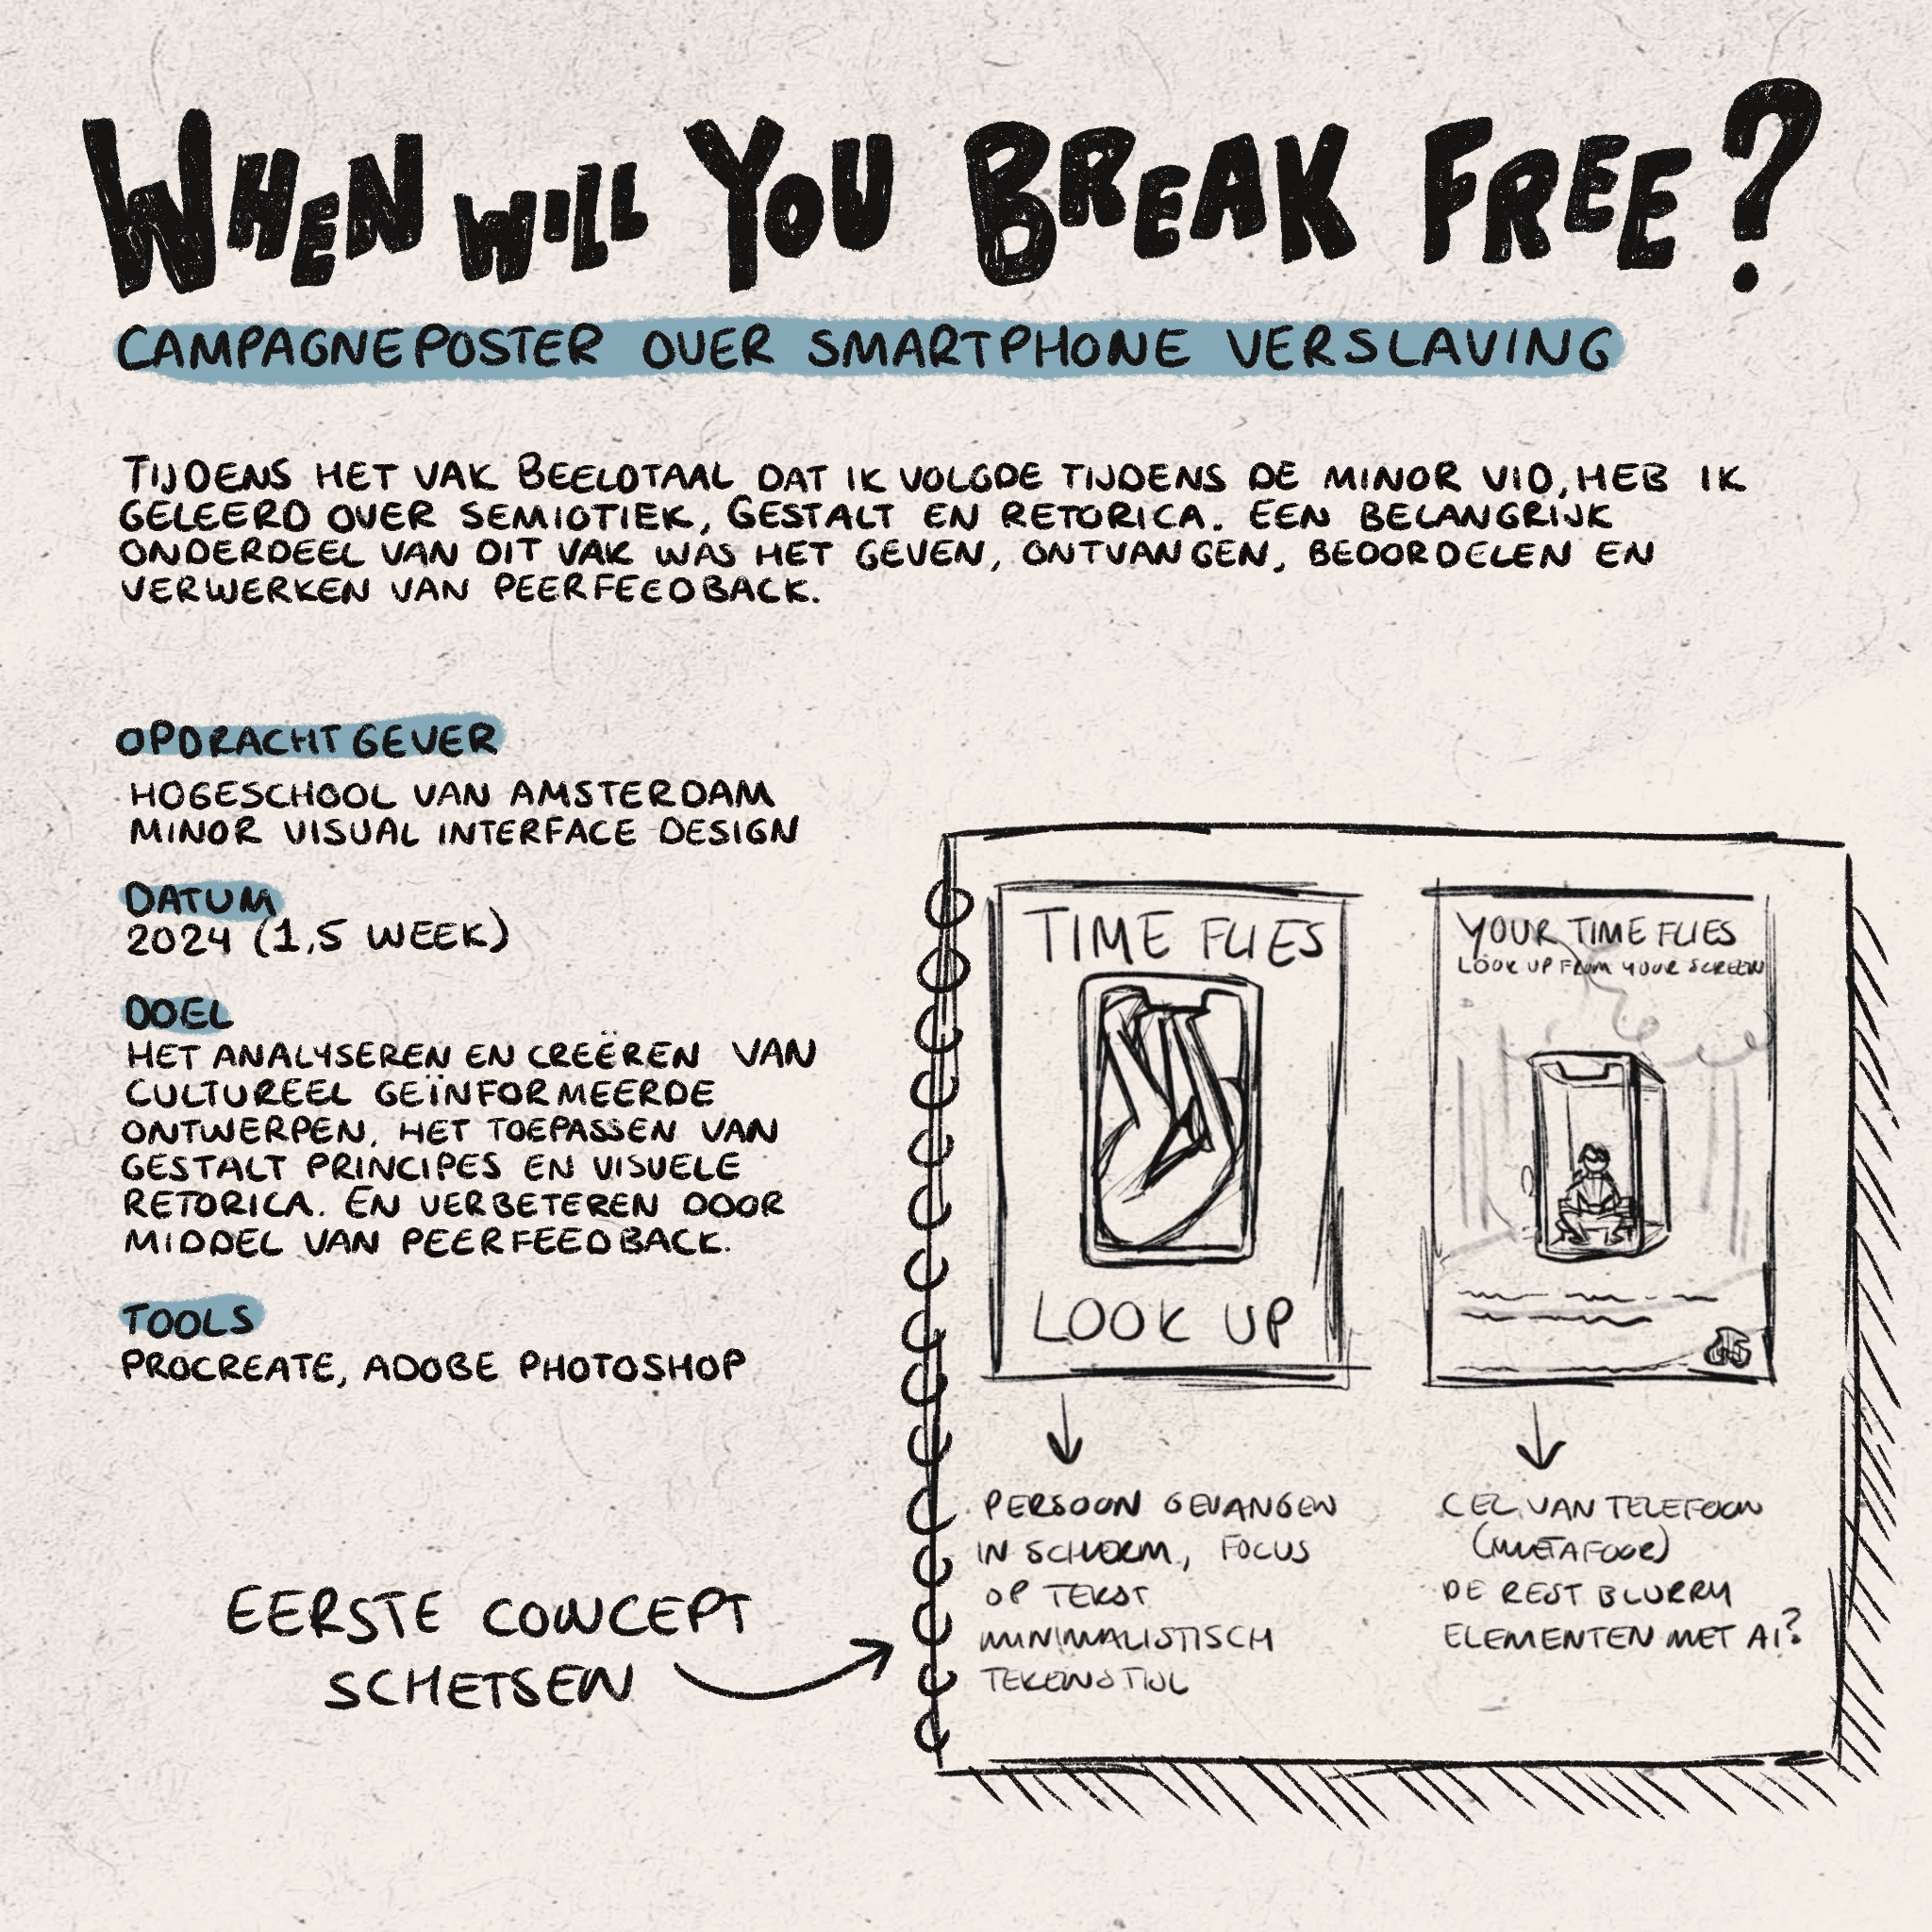 WHEN WILL YOU BREAK FREE?
CAMPAGNEPOSTER OVER SMARTPHONE VERSLAVING
TIJDENS HET VAK BEELDTAAL DAT IK VOLGDE TIJDENS DE MINOR VID, HEB IK
GELEERD OVER SEMIOTIEK, GESTALT EN RETORICA. EEN BELANGRIJK
ONDERDEEL VAN DIT VAK WAS HET GEVEN, ONTVANGEN, BEOORDELEN EN
VERWERKEN VAN PEERFEEDBACK.
OPDRACHTGEVER
HOGESCHOOL VAN AMSTERDAM
MINOR VISUAL INTERFACE DESIGN
DATUM
2024 (1,5 WEEK)
DOEL
HET ANALYSEREN EN CREËREN VAN
CULTUREEL GEÏNFORMEERDE
ONTWERPEN, HET TOEPASSEN VAN
GESTALT PRINCIPES EN VISUELE
RETORICA. EN VERBETEREN DOOR
MIDDEL VAN PEERFEEDBACK.
TOOLS
PROCREATE, ADOBE PHOTOSHOP
EERSTE CONCEPT
SCHETSEN
TIME FLIES
LOOK UP
PERSOON GEVANGEN
IN SCHERM, FOCUS
OP TEKST
MINIMALISTISCH
TEKENSTIJL
YOUR TIME FLIES
LOOK UP FROM YOUR SCREEN
CEL VAN TELEFOON
(METAFOOR)
DE REST BLURRY
ELEMENTEN MET AI?